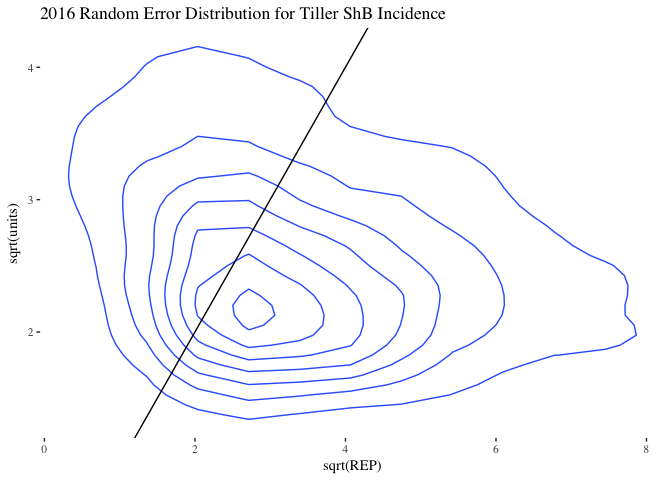 2016 Random Error Distribution for Tiller ShB Incidence
4
3
2
sqrt(units)
0
2
4
6
8
sqrt(REP)